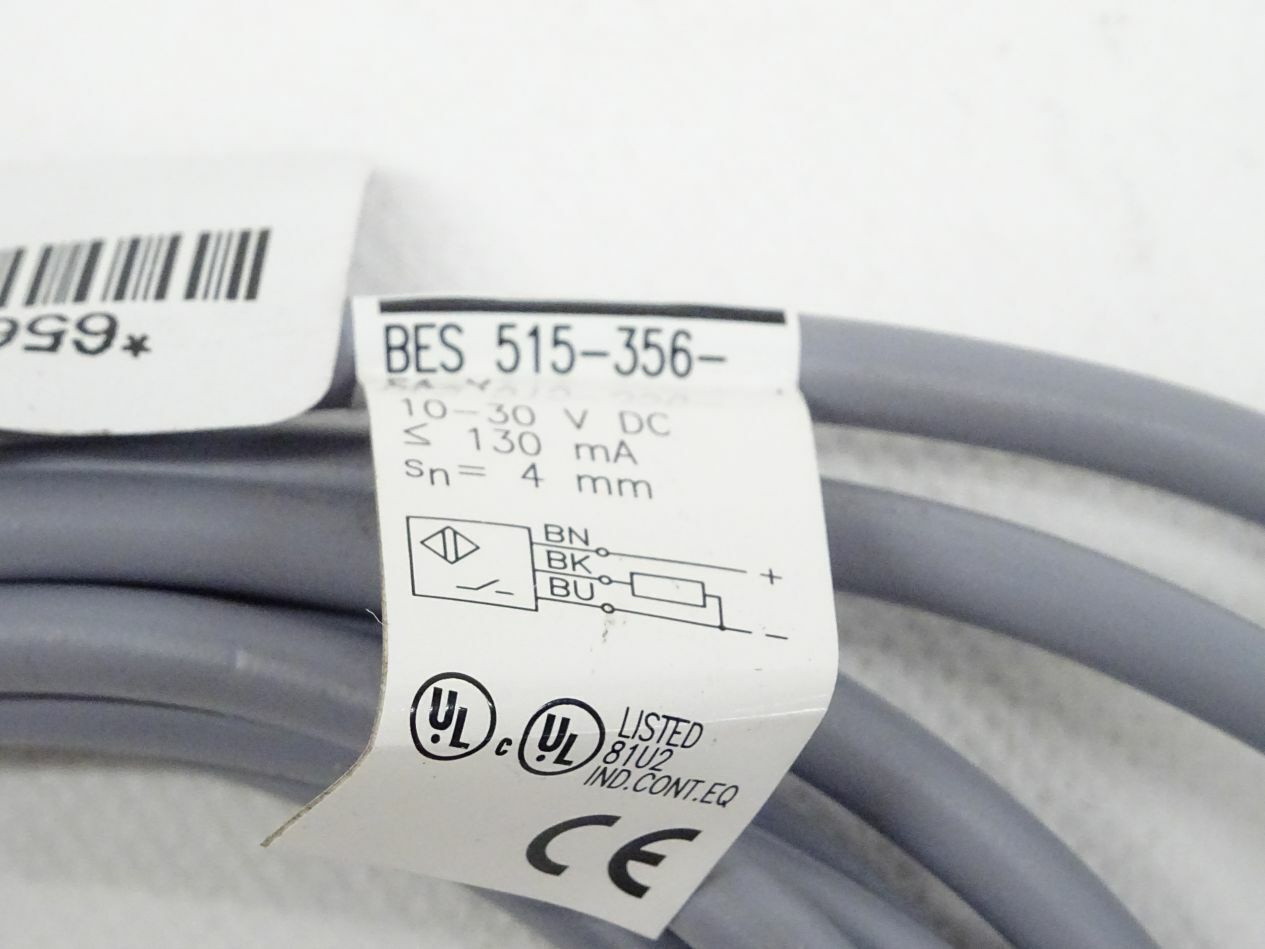 BES 515-356-
10-30 V DC
≤ 130 mA
sn= 4 mm
BN
BK
+
BU
−
UL c UL LISTED
81U2
IND.CONT.EQ
CE